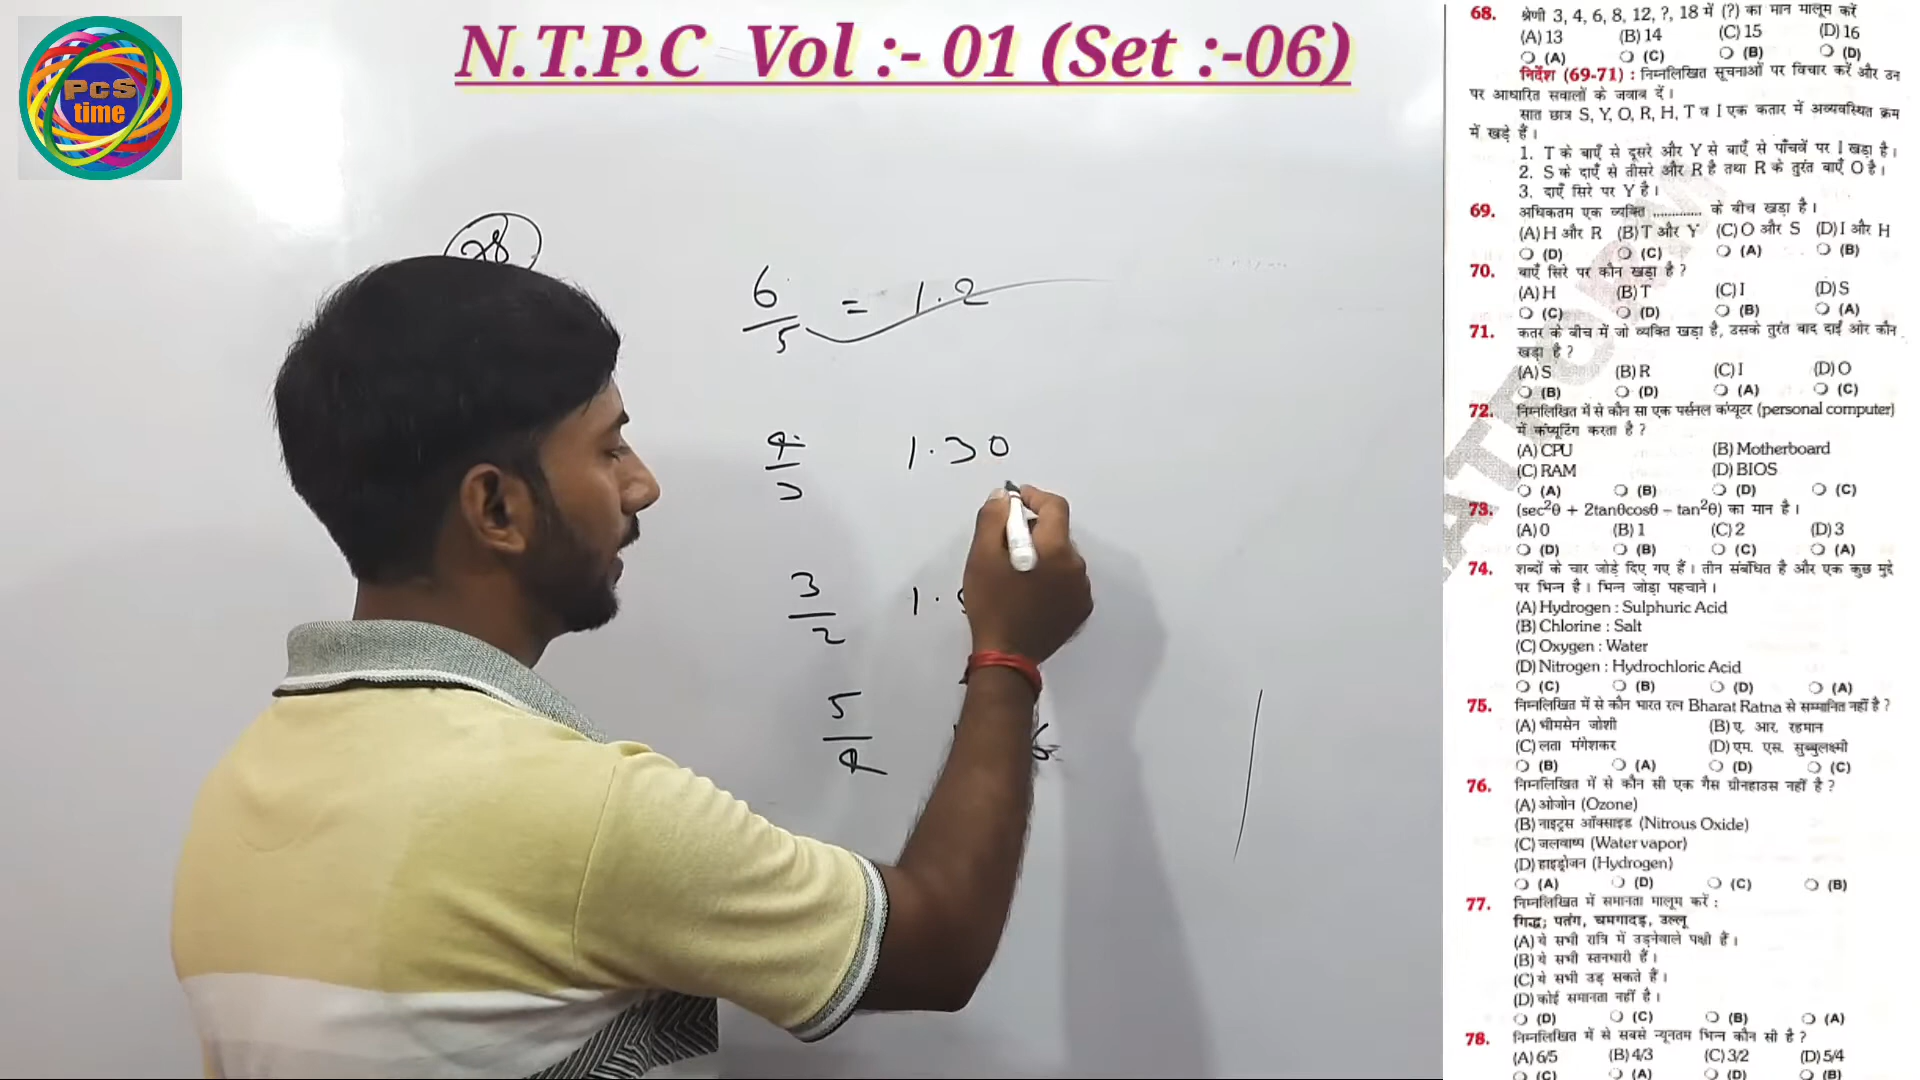 PcS
time
N.T.P.C Vol :- 01 (Set :-06)
78
6/5 = 1.2
4/3 1.30
3/2 1.
5/4
68. श्रेणी 3, 4, 6, 8, 12, ?, 18 में (?) का मान मालूम करें
(A) 13 (B) 14 (C) 15 (D) 16
(A) (C) (B) (D)
निर्देश (69-71) : निम्नलिखित सूचनाओं पर विचार करें और उन
पर आधारित सवालों के जवाब दें।
सात छात्र S, Y, O, R, H, T व I एक कतार में अव्यवस्थित क्रम
में खड़े हैं।
1. T के बाएँ से दूसरे और Y से बाएँ से पाँचवें पर I खड़ा है।
2. S के दाएँ से तीसरे और R है तथा R के तुरंत बाएँ O है।
3. दाएँ सिरे पर Y है।
69. अधिकतम एक व्यक्ति ............. के बीच खड़ा है।
(A) H और R (B) T और Y (C) O और S (D) I और H
(D) (C) (A) (B)
70. बाएँ सिरे पर कौन खड़ा है ?
(A) H (B) T (C) I (D) S
(C) (D) (B) (A)
71. कतर के बीच में जो व्यक्ति खड़ा है, उसके तुरंत बाद दाईं ओर कौन
खड़ा है ?
(A) S (B) R (C) I (D) O
(B) (D) (A) (C)
72. निम्नलिखित में से कौन सा एक पर्सनल कंप्यूटर (personal computer)
में कंप्यूटिंग करता है ?
(A) CPU (B) Motherboard
(C) RAM (D) BIOS
(A) (B) (D) (C)
73. (sec²θ + 2tanθcosθ – tan²θ) का मान है।
(A) 0 (B) 1 (C) 2 (D) 3
(D) (B) (C) (A)
74. शब्दों के चार जोड़े दिए गए हैं। तीन संबंधित है और एक कुछ मुद्दे
पर भिन्न है। भिन्न जोड़ा पहचाने।
(A) Hydrogen : Sulphuric Acid
(B) Chlorine : Salt
(C) Oxygen : Water
(D) Nitrogen : Hydrochloric Acid
(C) (B) (D) (A)
75. निम्नलिखित में से कौन भारत रत्न Bharat Ratna से सम्मानित नहीं है ?
(A) भीमसेन जोशी (B) ए. आर. रहमान
(C) लता मंगेशकर (D) एम. एस. सुब्बुलक्ष्मी
(B) (A) (D) (C)
76. निम्नलिखित में से कौन सी एक गैस ग्रीनहाउस नहीं है ?
(A) ओजोन (Ozone)
(B) नाइट्रस ऑक्साइड (Nitrous Oxide)
(C) जलवाष्प (Water vapor)
(D) हाइड्रोजन (Hydrogen)
(A) (D) (C) (B)
77. निम्नलिखित में समानता मालूम करें :
गिद्ध; पतंग, चमगादड़, उल्लू
(A) ये सभी रात्रि में उड़नेवाले पक्षी हैं।
(B) ये सभी स्तनधारी हैं।
(C) ये सभी उड़ सकते हैं।
(D) कोई समानता नहीं है।
(D) (C) (B) (A)
78. निम्नलिखित में से सबसे न्यूनतम भिन्न कौन सी है ?
(A) 6/5 (B) 4/3 (C) 3/2 (D) 5/4
(C) (A) (D) (B)